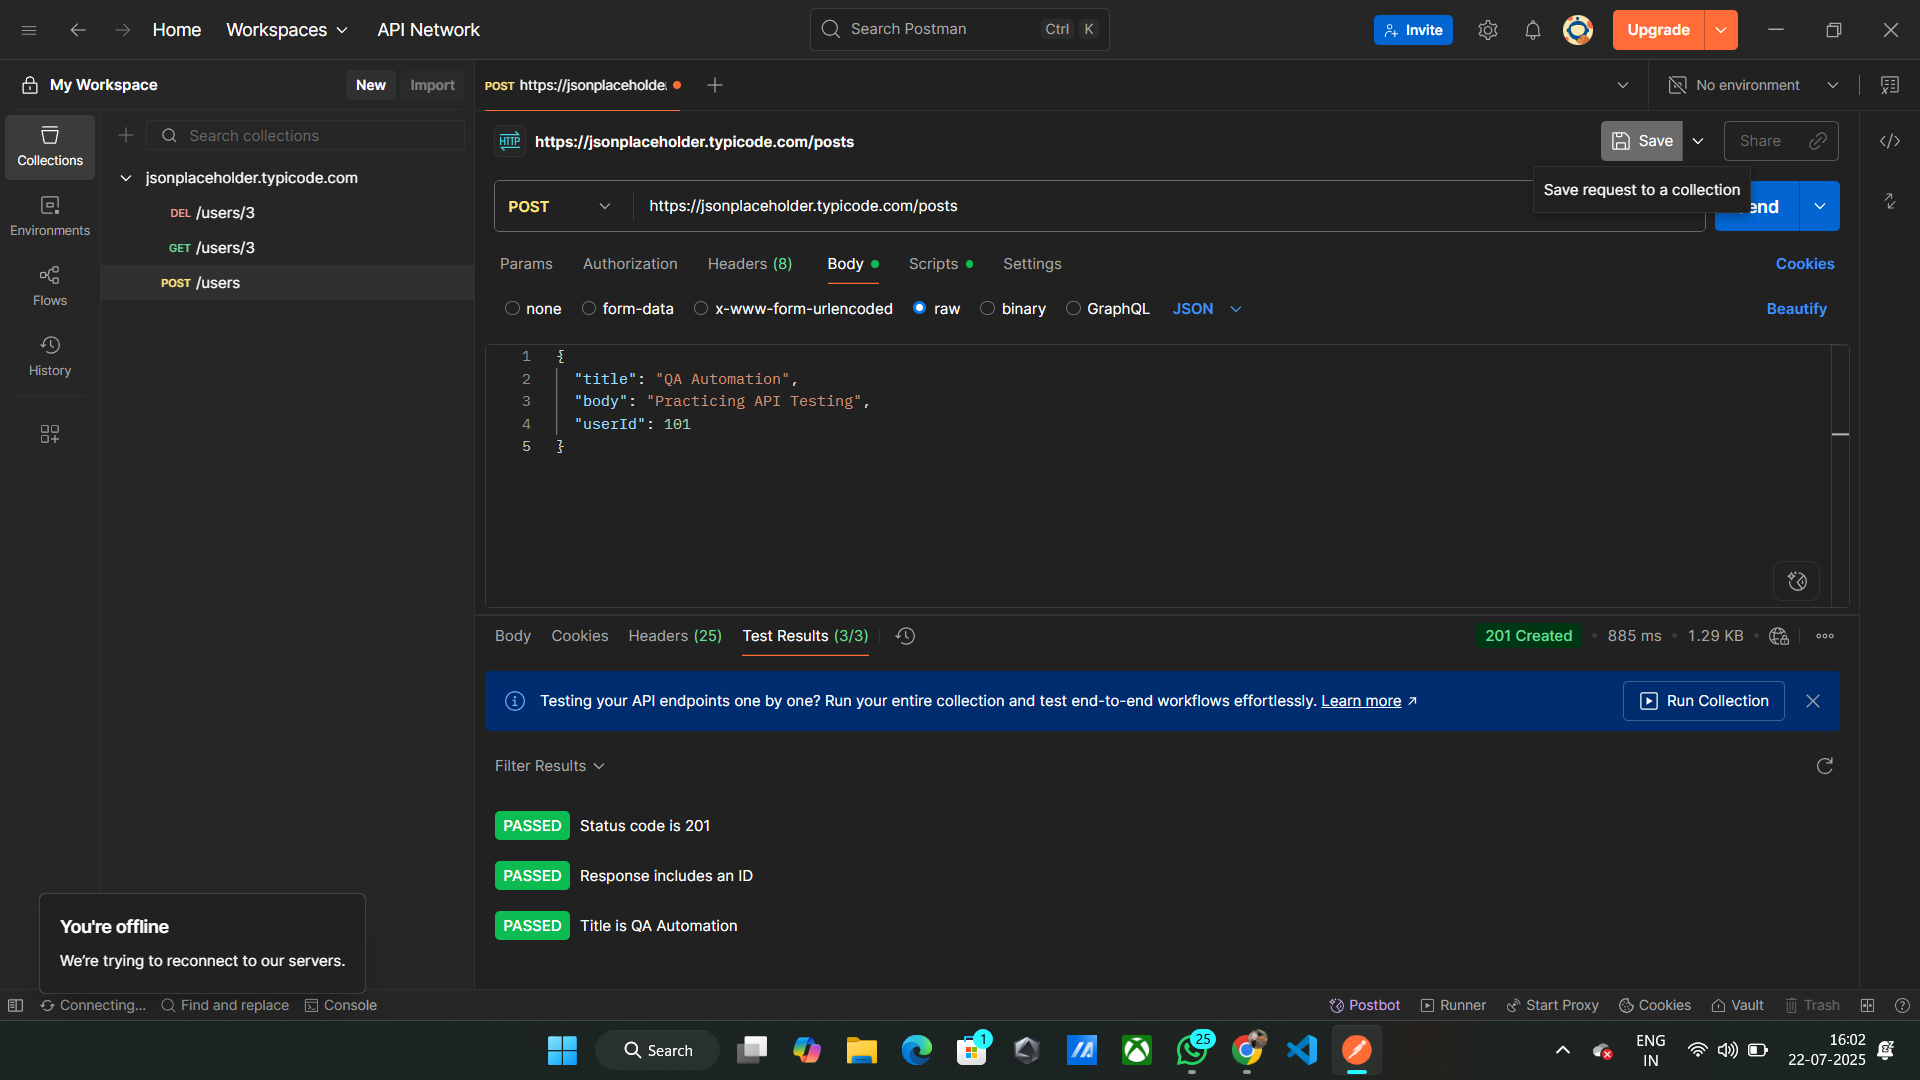 Home Workspaces API Network Search Postman Ctrl K Invite Upgrade
My Workspace New Import
POST https://jsonplaceholde No environment
Collections
Environments
Flows
History
Search collections
jsonplaceholder.typicode.com
DEL /users/3
GET /users/3
POST /users
HTTP https://jsonplaceholder.typicode.com/posts Save Share
Save request to a collection
POST https://jsonplaceholder.typicode.com/posts end
Params Authorization Headers (8) Body Scripts Settings Cookies
none form-data x-www-form-urlencoded raw binary GraphQL JSON Beautify
1 {
2 "title": "QA Automation",
3 "body": "Practicing API Testing",
4 "userId": 101
5 }
Body Cookies Headers (25) Test Results (3/3) 201 Created 885 ms 1.29 KB
Testing your API endpoints one by one? Run your entire collection and test end-to-end workflows effortlessly. Learn more Run Collection
Filter Results
PASSED Status code is 201
PASSED Response includes an ID
PASSED Title is QA Automation
You're offline
We're trying to reconnect to our servers.
Connecting... Find and replace Console Postbot Runner Start Proxy Cookies Vault Trash
Search 1 25 ENG IN 16:02
22-07-2025